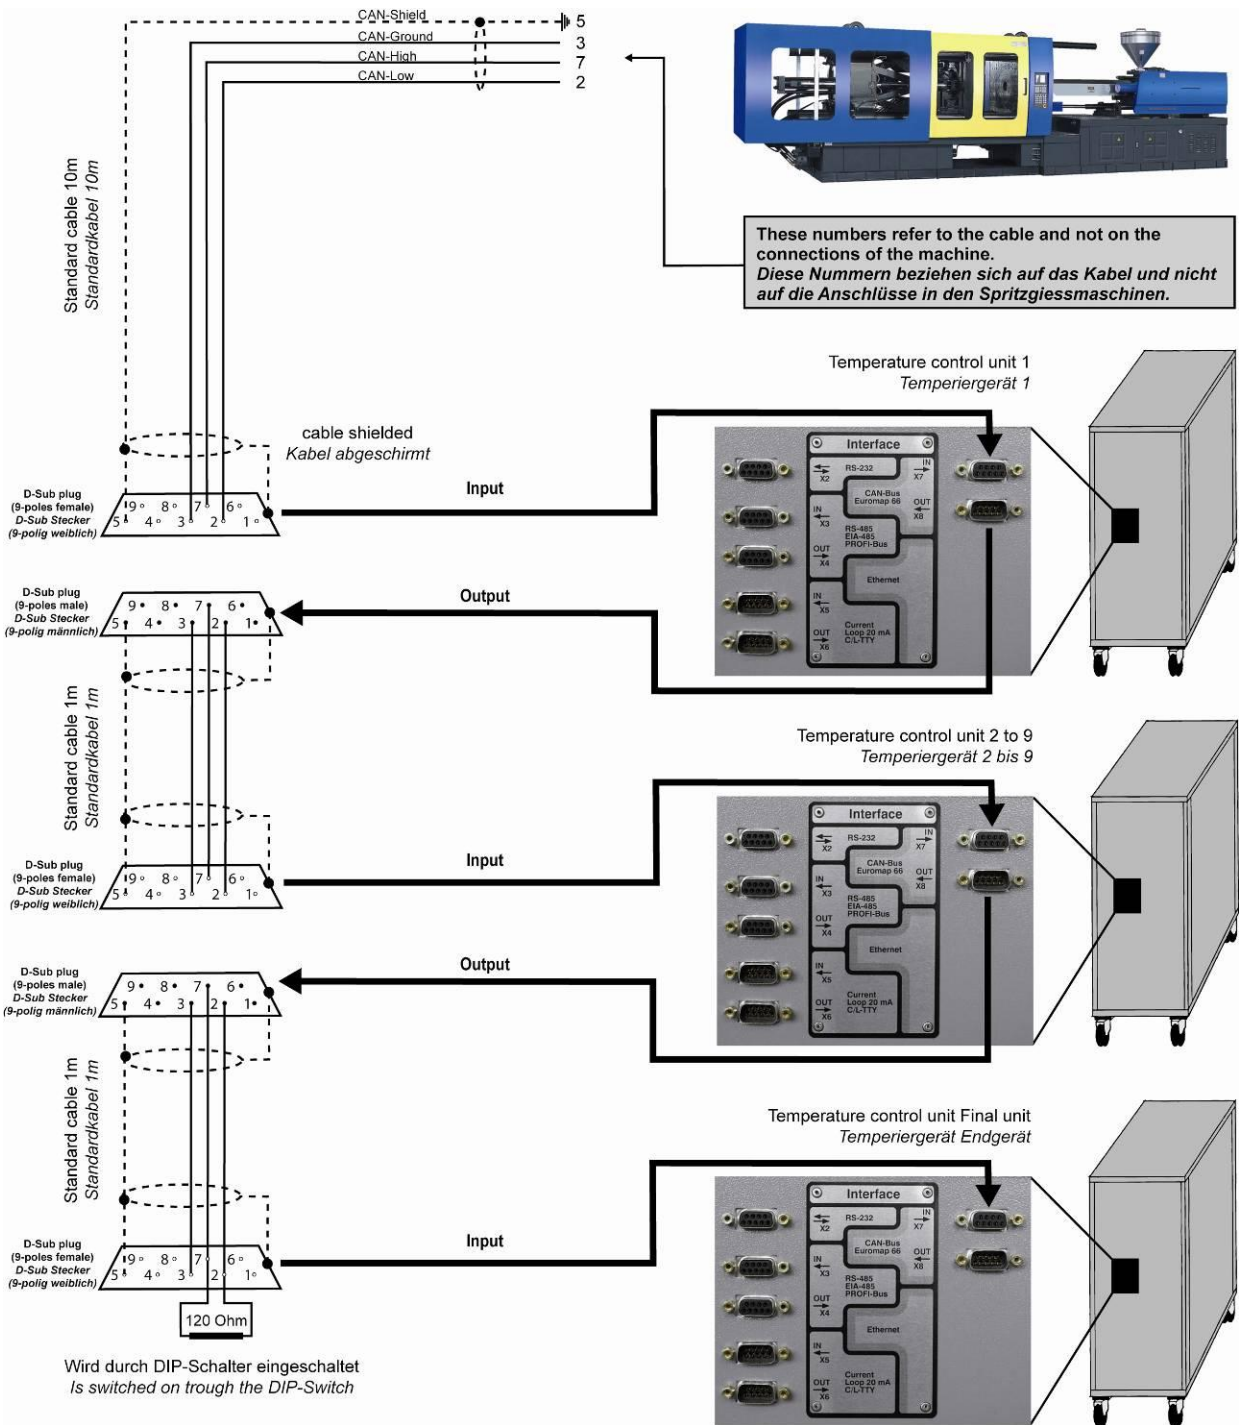 CAN-Shield
5
CAN-Ground
3
CAN-High
7
CAN-Low
2
Standard cable 10m
Standardkabel 10m
These numbers refer to the cable and not on the
connections of the machine.
Diese Nummern beziehen sich auf das Kabel und nicht
auf die Anschlüsse in den Spritzgiessmaschinen.
Temperature control unit 1
Temperiergerät 1
cable shielded
Kabel abgeschirmt
D-Sub plug
(9-poles female)
D-Sub Stecker
(9-polig weiblich)
9 8 7 6
5 4 3 2 1
Input
Interface
X2
RS-232
IN
X7
CAN-Bus
Euromap 66
OUT
X8
IN
X3
RS-485
EIA-485
PROFI-Bus
OUT
X4
Ethernet
IN
X5
OUT
X6
Current
Loop 20 mA
C/L-TTY
D-Sub plug
(9-poles male)
D-Sub Stecker
(9-polig männlich)
9 8 7 6
5 4 3 2 1
Output
Standard cable 1m
Standardkabel 1m
Temperature control unit 2 to 9
Temperiergerät 2 bis 9
D-Sub plug
(9-poles female)
D-Sub Stecker
(9-polig weiblich)
9 8 7 6
5 4 3 2 1
Input
Interface
X2
RS-232
IN
X7
CAN-Bus
Euromap 66
OUT
X8
IN
X3
RS-485
EIA-485
PROFI-Bus
OUT
X4
Ethernet
IN
X5
OUT
X6
Current
Loop 20 mA
C/L-TTY
D-Sub plug
(9-poles male)
D-Sub Stecker
(9-polig männlich)
9 8 7 6
5 4 3 2 1
Output
Standard cable 1m
Standardkabel 1m
Temperature control unit Final unit
Temperiergerät Endgerät
D-Sub plug
(9-poles female)
D-Sub Stecker
(9-polig weiblich)
9 8 7 6
5 4 3 2 1
Input
Interface
X2
RS-232
IN
X7
CAN-Bus
Euromap 66
OUT
X8
IN
X3
RS-485
EIA-485
PROFI-Bus
OUT
X4
Ethernet
IN
X5
OUT
X6
Current
Loop 20 mA
C/L-TTY
120 Ohm
Wird durch DIP-Schalter eingeschaltet
Is switched on trough the DIP-Switch